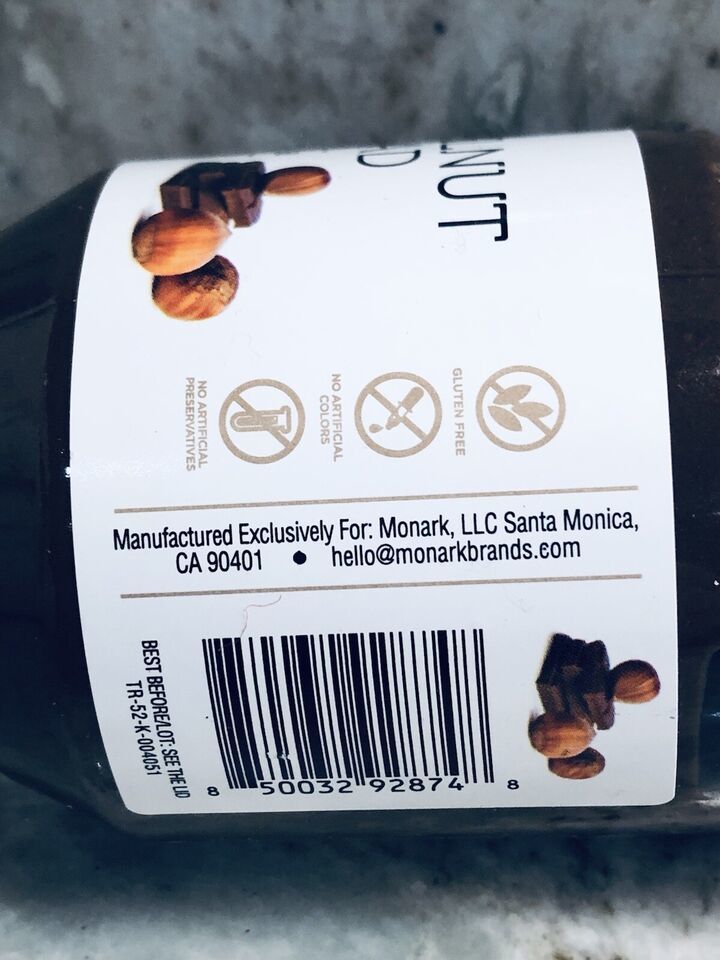 NUT
GLUTEN FREE
NO ARTIFICIAL
COLORS
NO ARTIFICIAL
PRESERVATIVES
Manufactured Exclusively For: Monark, LLC Santa Monica,
CA 90401 • hello@monarkbrands.com
BEST BEFORE/LOT: SEE THE LID
TR-52-K-004051
8 50032 92874 8